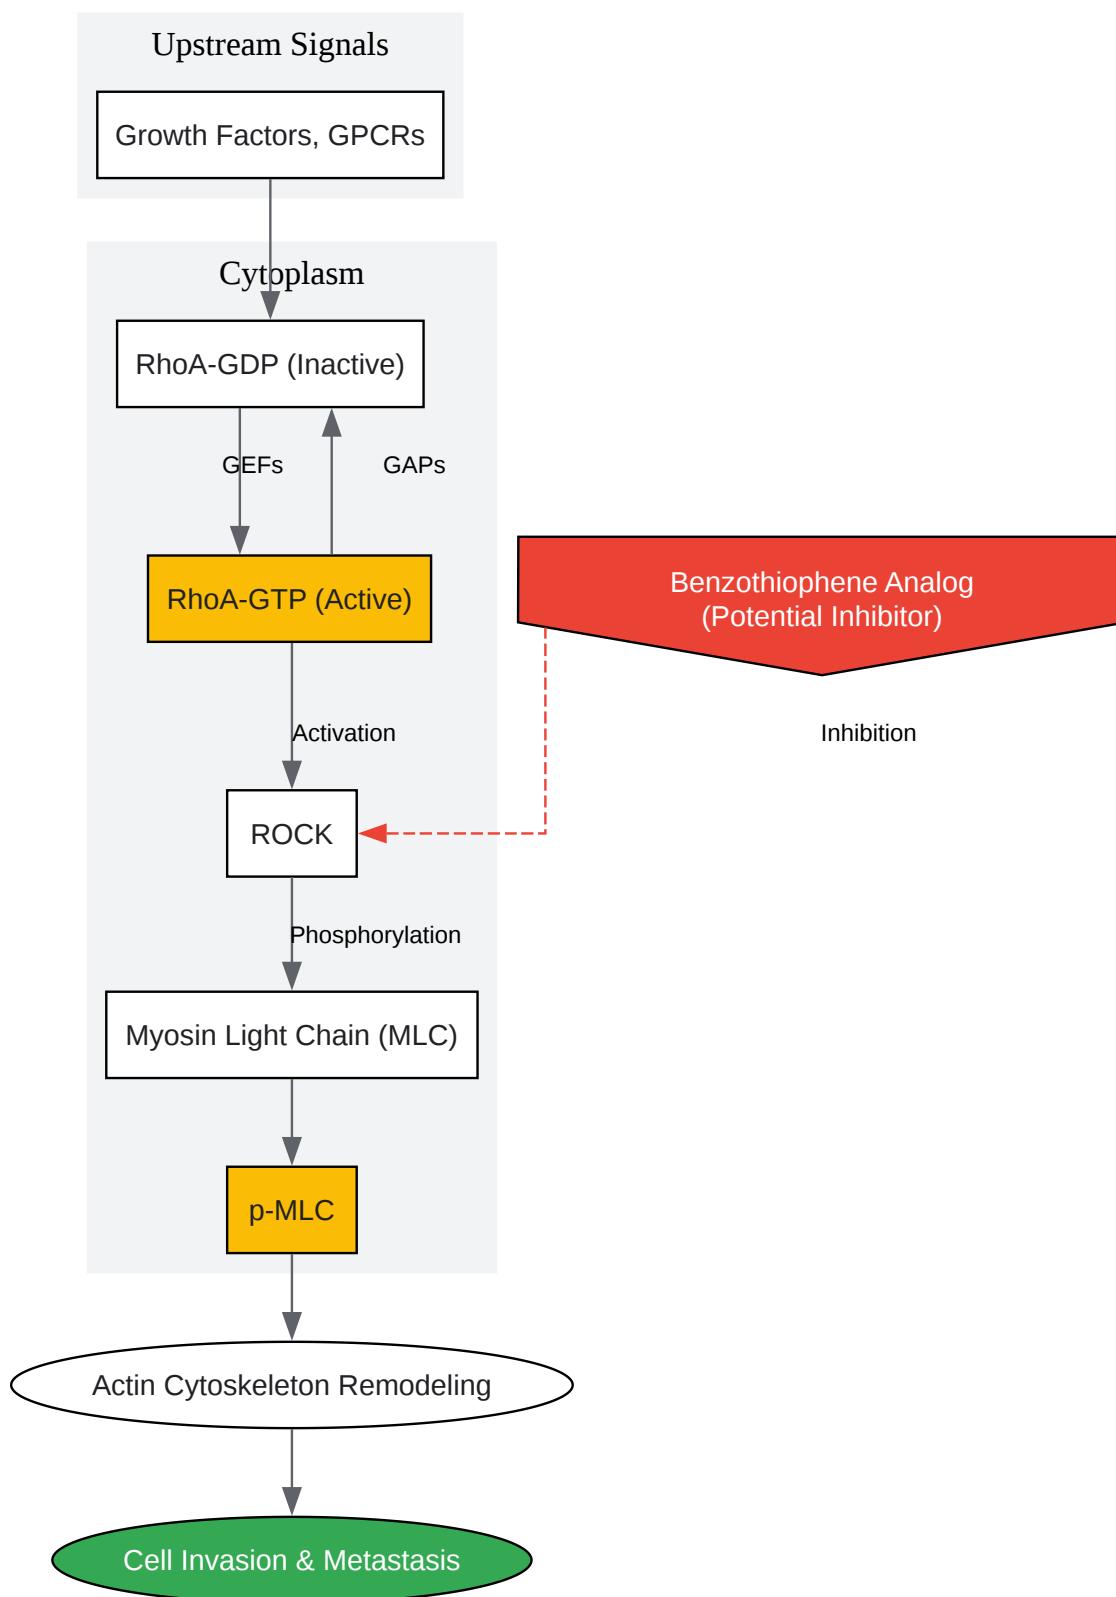 Upstream Signals
Growth Factors, GPCRs
Cytoplasm
RhoA-GDP (Inactive)
GEFs
GAPs
RhoA-GTP (Active)
Benzothiophene Analog
(Potential Inhibitor)
Activation
Inhibition
ROCK
Phosphorylation
Myosin Light Chain (MLC)
p-MLC
Actin Cytoskeleton Remodeling
Cell Invasion & Metastasis